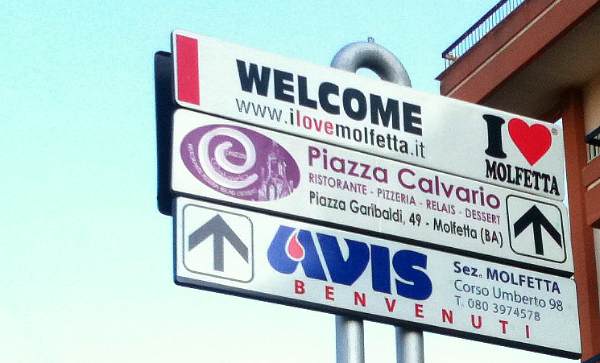 WELCOME
www.ilovemolfetta.it
I
MOLFETTA
Piazza Calvario
RISTORANTE - PIZZERIA - RELAIS - DESSERT
Piazza Garibaldi, 49 - Molfetta (BA)
AVIS
BENVENUTI
Sez. MOLFETTA
Corso Umberto 98
T. 080 3974578